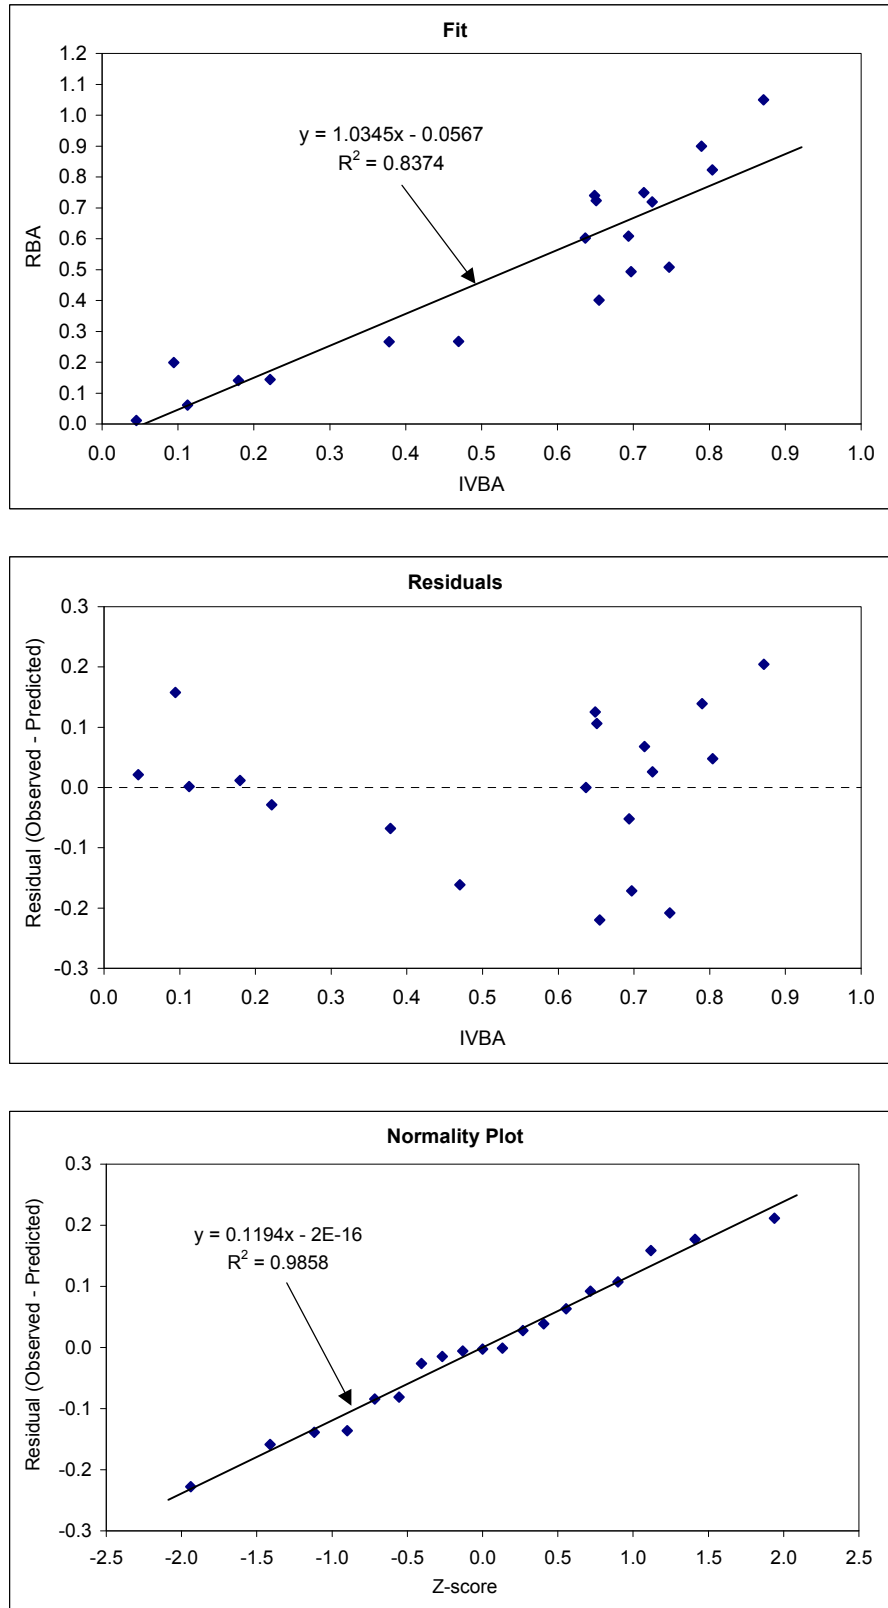 Fit
1.2
1.1
1.0
0.9
0.8
0.7
0.6
0.5
0.4
0.3
0.2
0.1
0.0
RBA
y = 1.0345x - 0.0567
R² = 0.8374
0.0 0.1 0.2 0.3 0.4 0.5 0.6 0.7 0.8 0.9 1.0
IVBA
Residuals
0.3
0.2
0.1
0.0
-0.1
-0.2
-0.3
Residual (Observed - Predicted)
0.0 0.1 0.2 0.3 0.4 0.5 0.6 0.7 0.8 0.9 1.0
IVBA
Normality Plot
0.3
0.2
0.1
0.0
-0.1
-0.2
-0.3
Residual (Observed - Predicted)
y = 0.1194x - 2E-16
R² = 0.9858
-2.5 -2.0 -1.5 -1.0 -0.5 0.0 0.5 1.0 1.5 2.0 2.5
Z-score